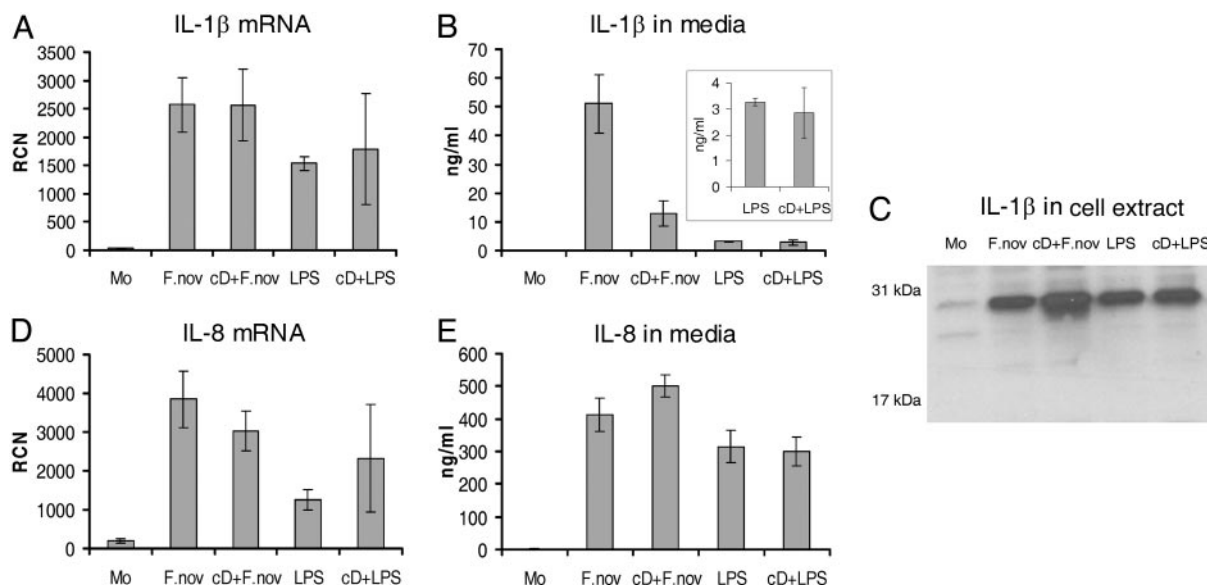 A
IL-1β mRNA
RCN
3500
3000
2500
2000
1500
1000
500
0
Mo F.nov cD+F.nov LPS cD+LPS
B
IL-1β in media
ng/ml
70
60
50
40
30
20
10
0
Mo F.nov cD+F.nov LPS cD+LPS
ng/ml
4
3
2
1
0
LPS cD+LPS
C
IL-1β in cell extract
Mo F.nov cD+F.nov LPS cD+LPS
31 kDa
17 kDa
D
IL-8 mRNA
RCN
5000
4000
3000
2000
1000
0
Mo F.nov cD+F.nov LPS cD+LPS
E
IL-8 in media
ng/ml
600
500
400
300
200
100
0
Mo F.nov cD+F.nov LPS cD+LPS